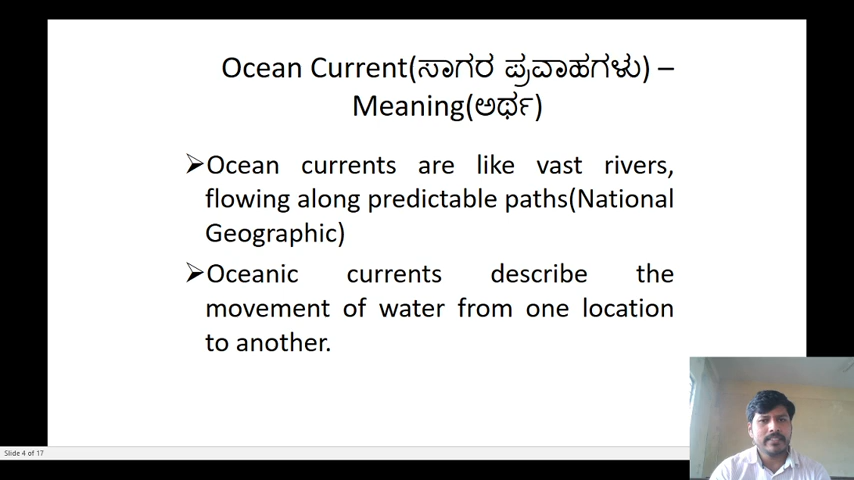 Ocean Current(ಸಾಗರ ಪ್ರವಾಹಗಳು) –
Meaning(ಅರ್ಥ)
➢Ocean currents are like vast rivers,
flowing along predictable paths(National
Geographic)
➢Oceanic currents describe the
movement of water from one location
to another.
Slide 4 of 17